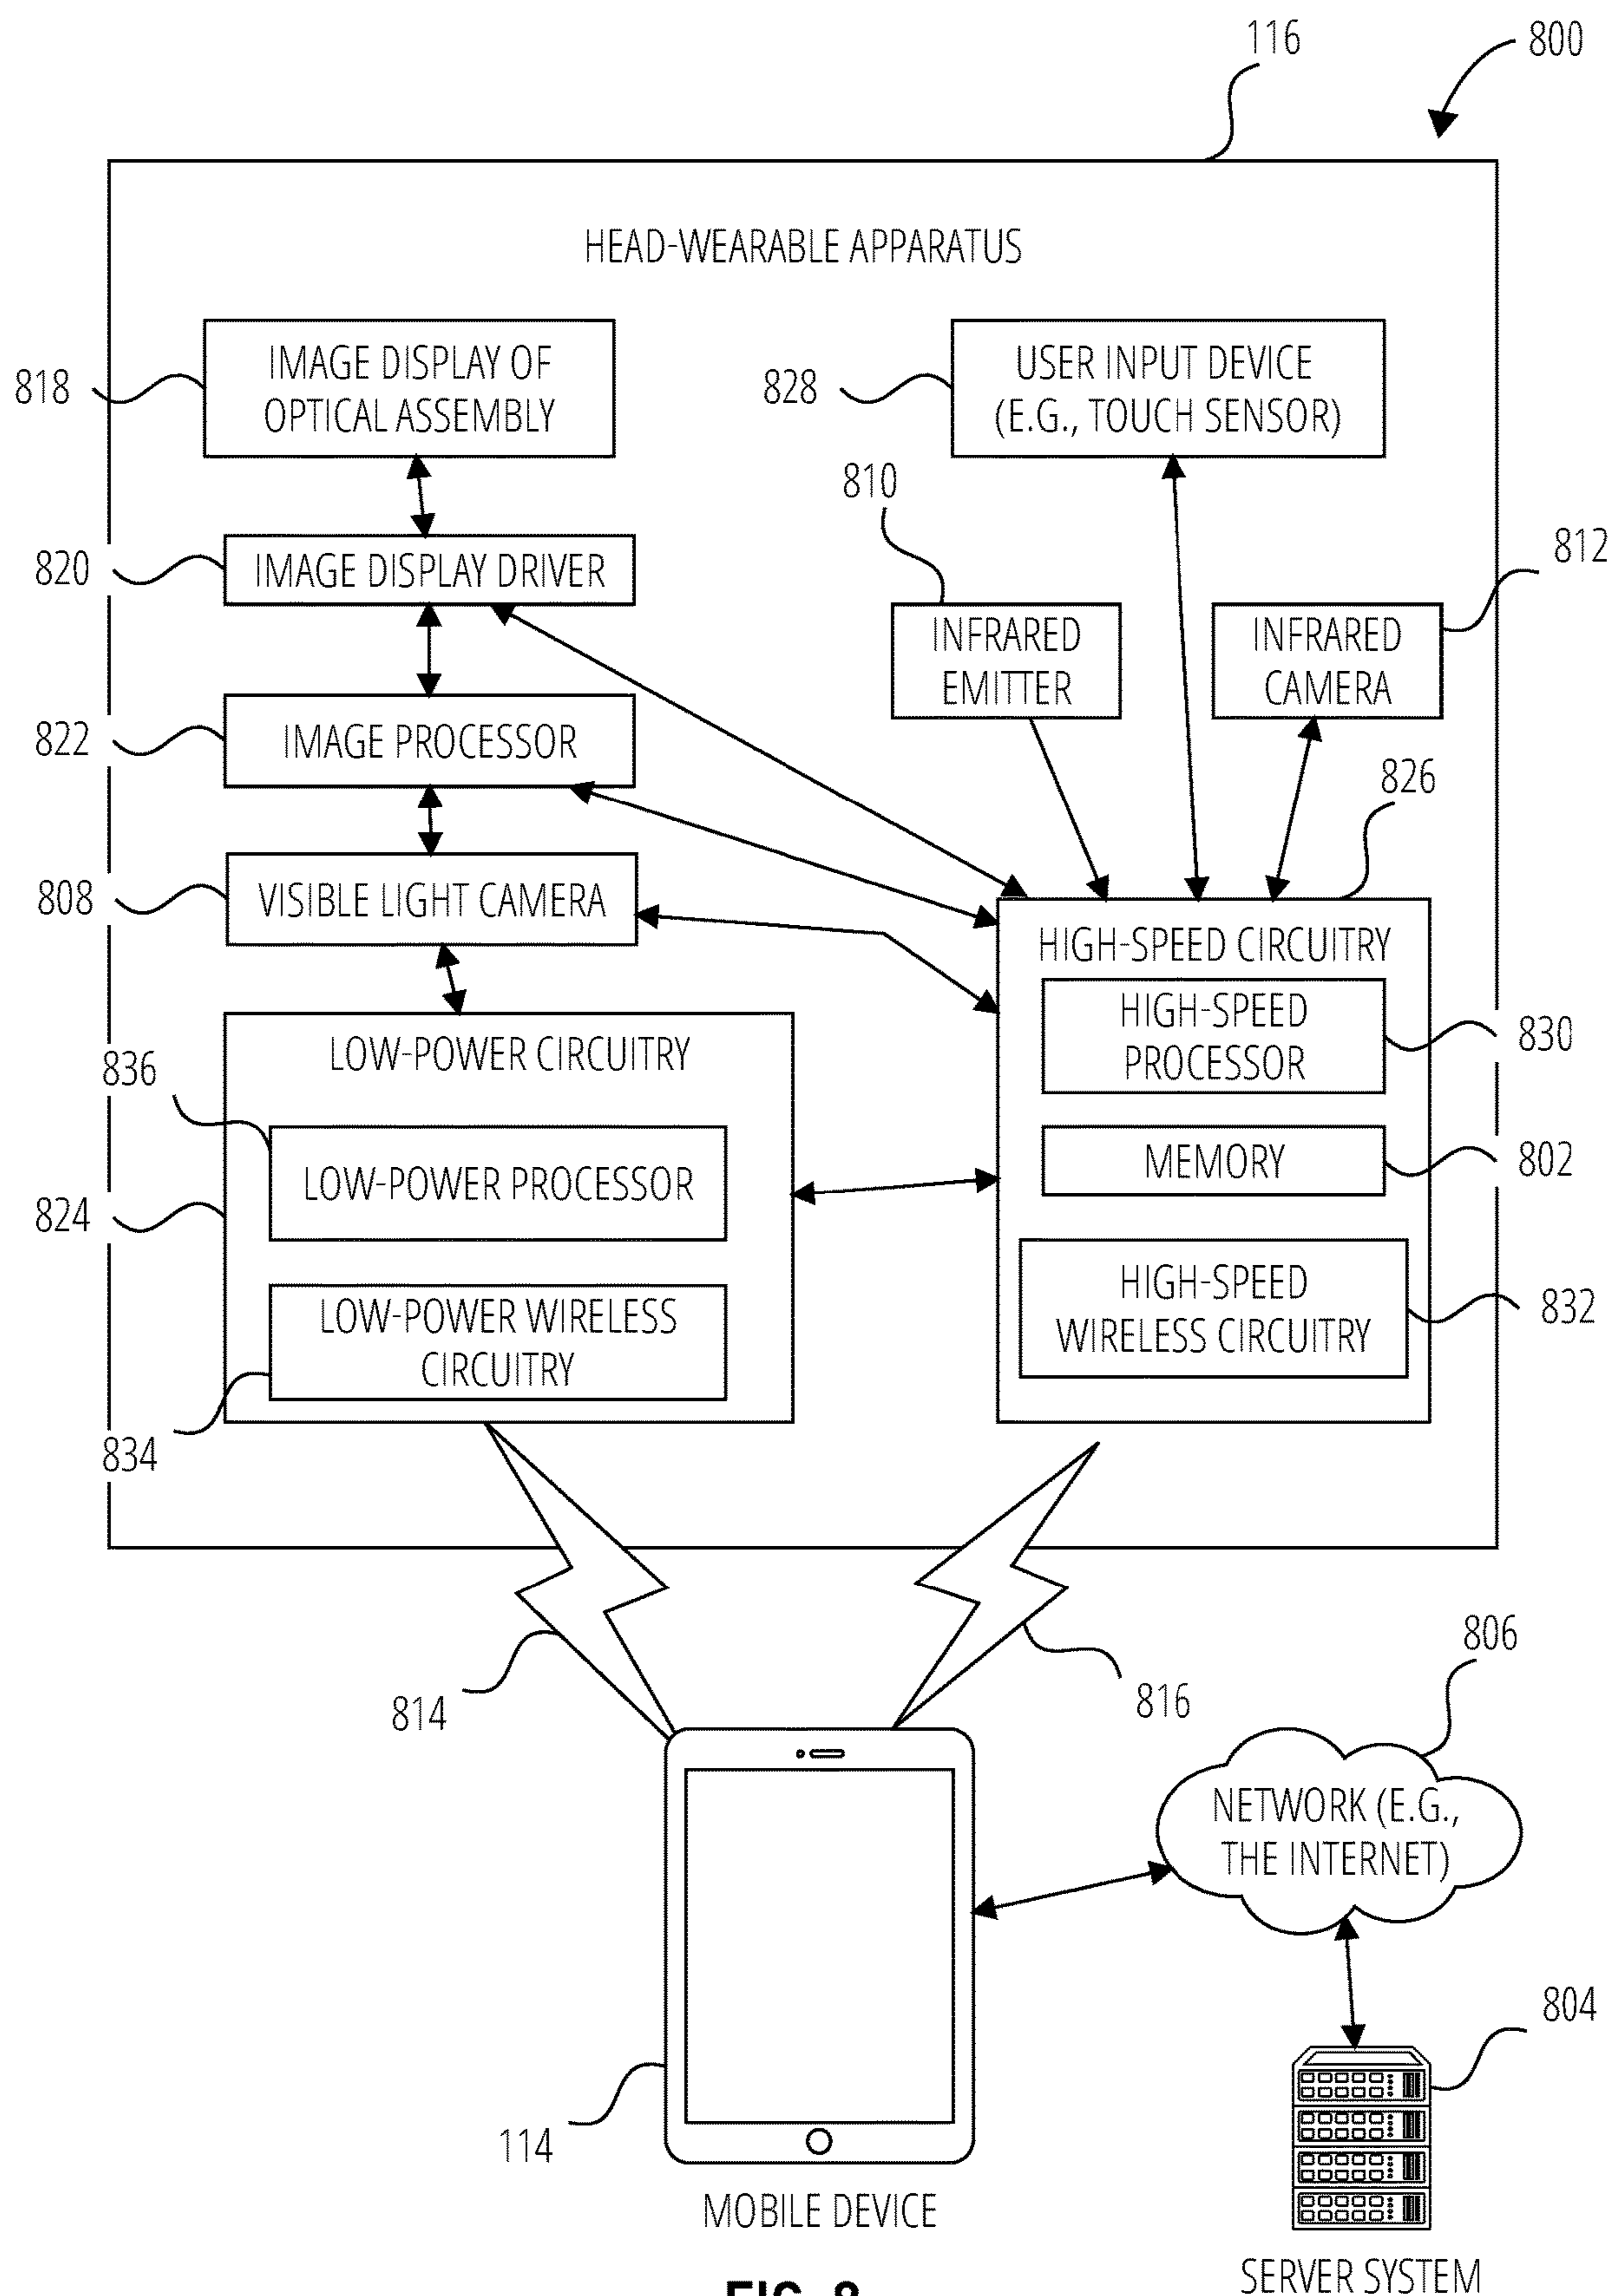 116
800
HEAD-WEARABLE APPARATUS
818
IMAGE DISPLAY OF
OPTICAL ASSEMBLY
828
USER INPUT DEVICE
(E.G., TOUCH SENSOR)
810
812
820
IMAGE DISPLAY DRIVER
INFRARED
EMITTER
INFRARED
CAMERA
822
IMAGE PROCESSOR
826
808
VISIBLE LIGHT CAMERA
HIGH-SPEED CIRCUITRY
HIGH-SPEED
PROCESSOR
830
LOW-POWER CIRCUITRY
836
LOW-POWER PROCESSOR
824
MEMORY
802
LOW-POWER WIRELESS
CIRCUITRY
834
HIGH-SPEED
WIRELESS CIRCUITRY
832
814
816
806
NETWORK (E.G.,
THE INTERNET)
804
114
MOBILE DEVICE
SERVER SYSTEM
FIG. 8